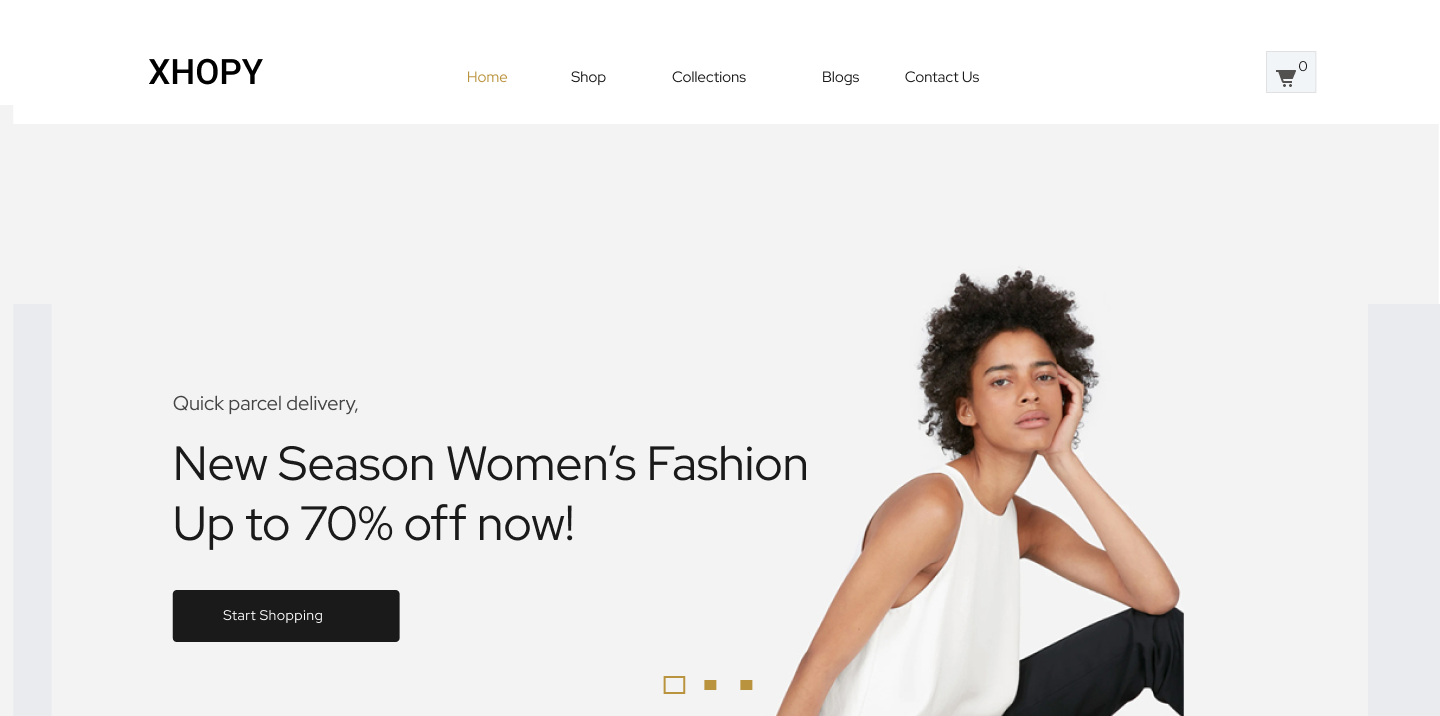 XHOPY
Home Shop Collections Blogs Contact Us
0
Quick parcel delivery,
New Season Women’s Fashion
Up to 70% off now!
Start Shopping